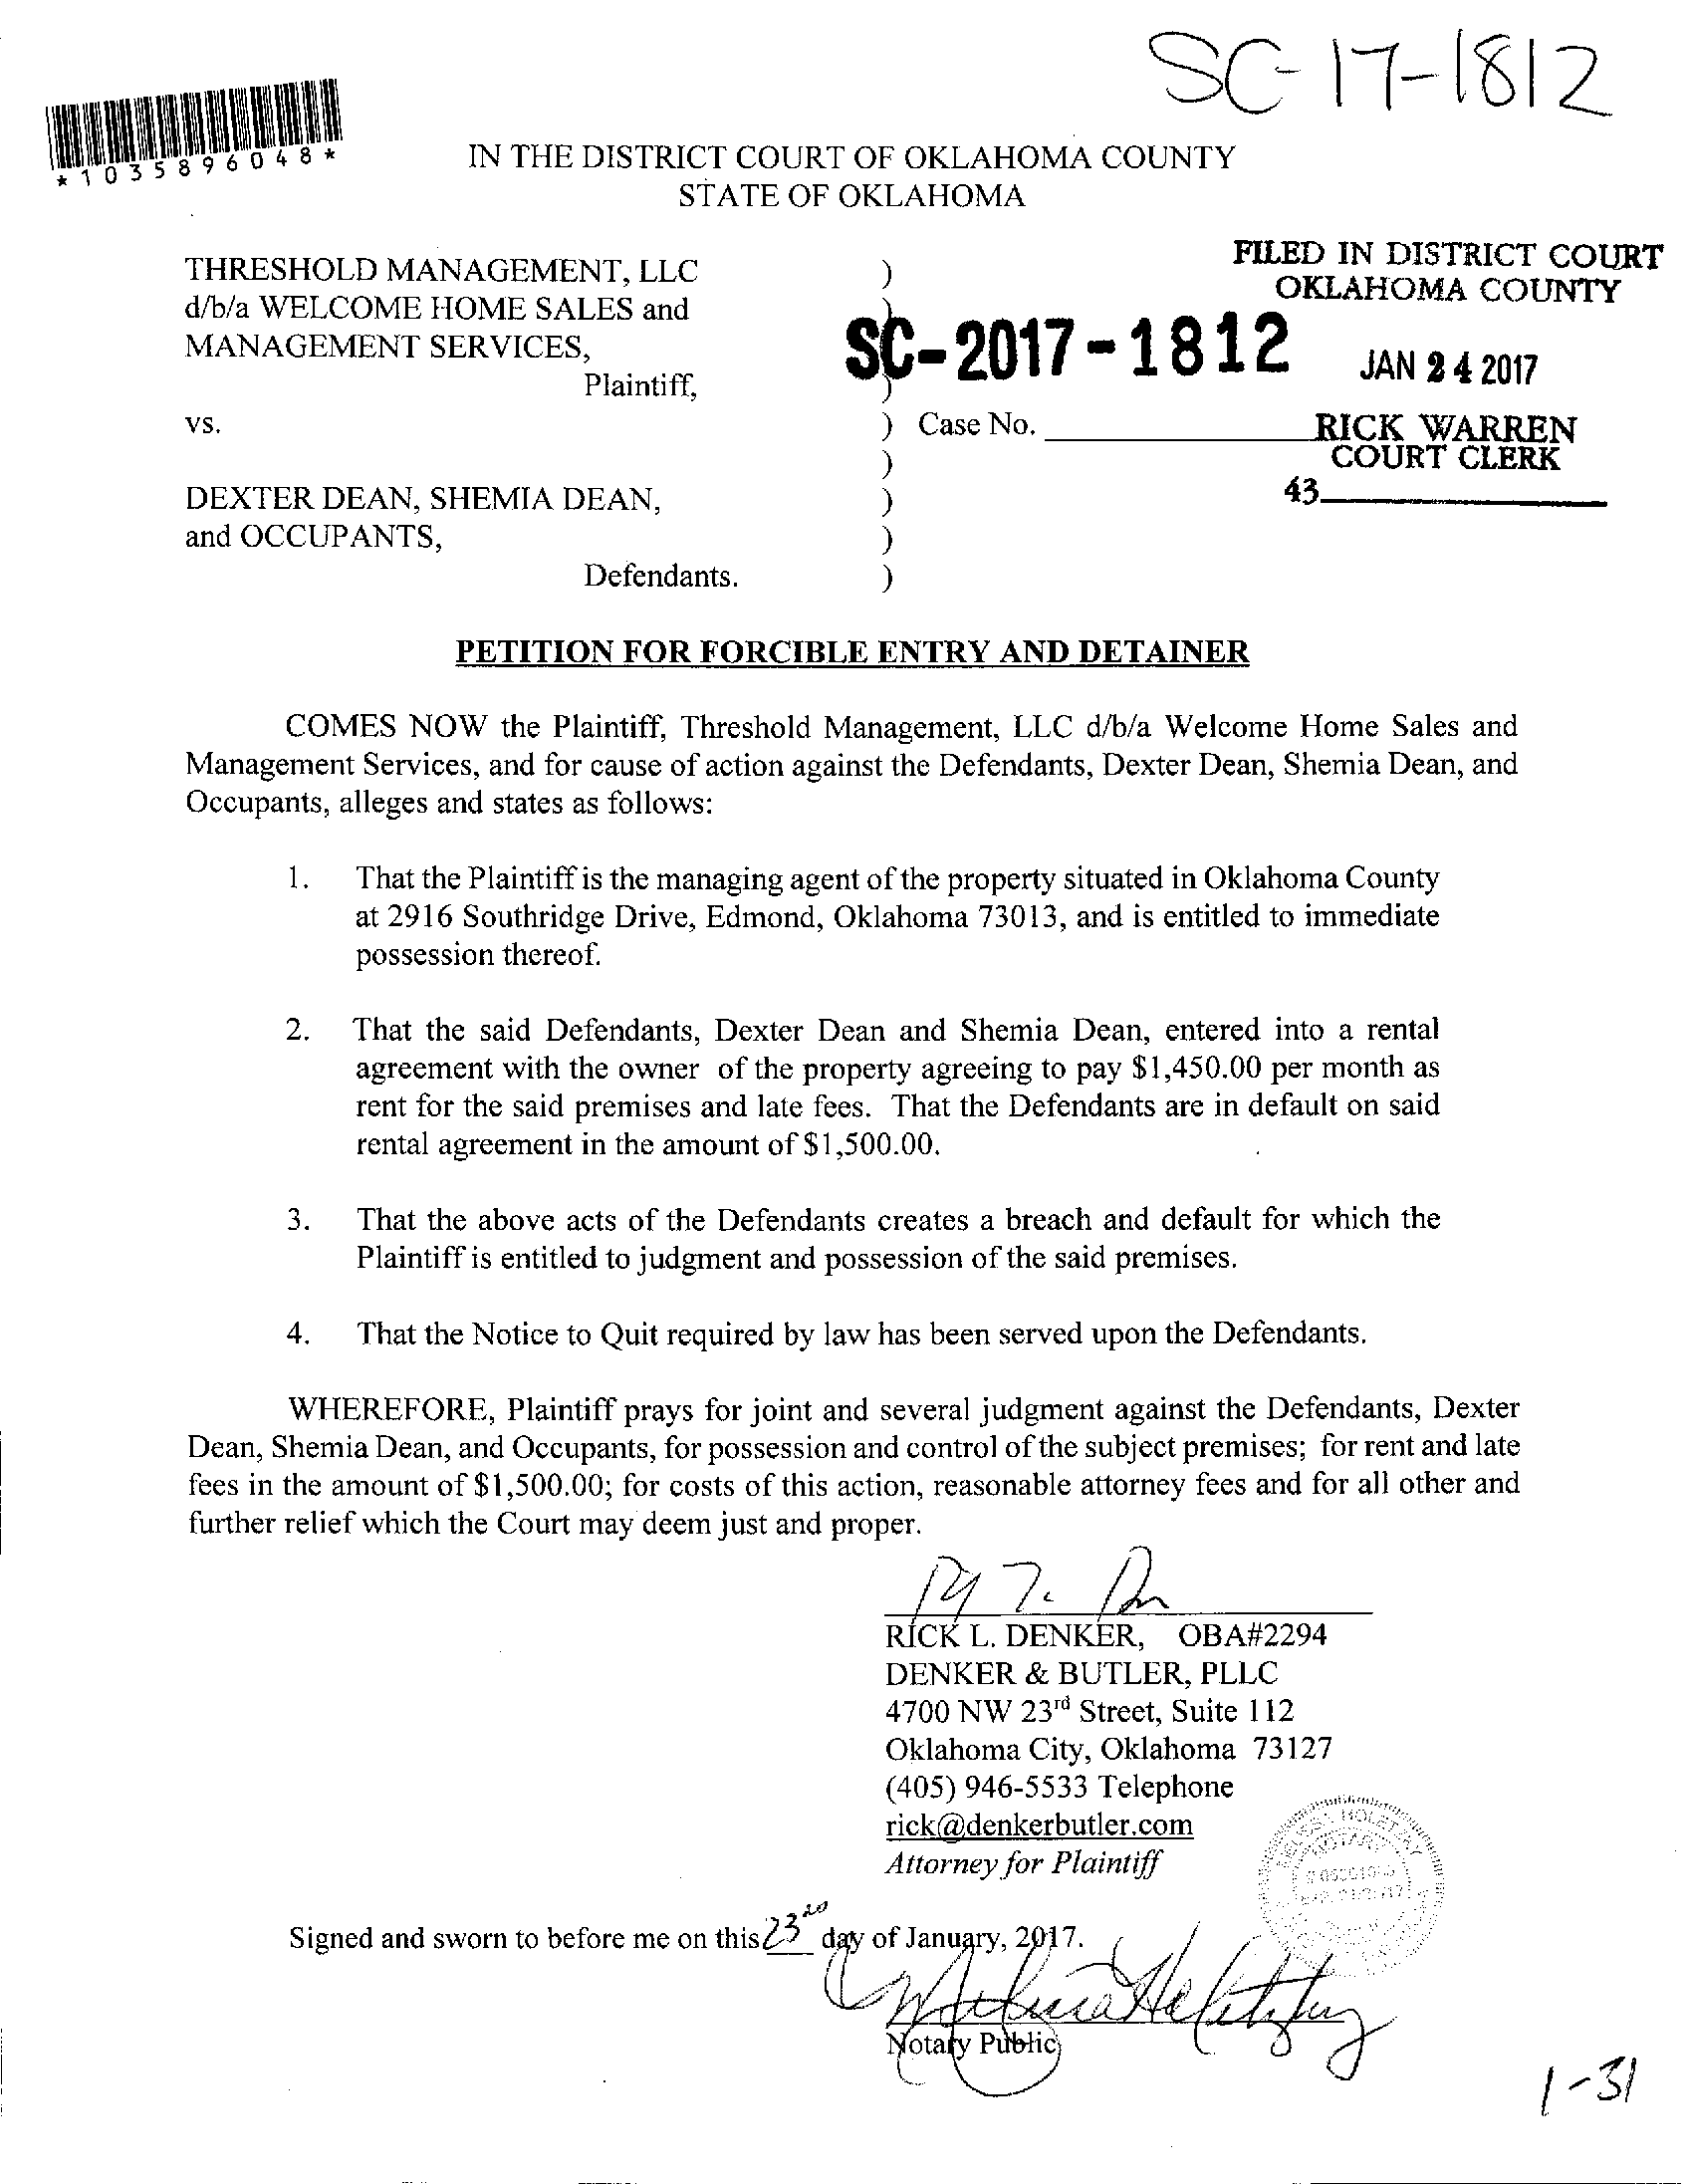 SC-17-1812
*1035896048*
IN THE DISTRICT COURT OF OKLAHOMA COUNTY
STATE OF OKLAHOMA
FILED IN DISTRICT COURT
OKLAHOMA COUNTY
JAN 24 2017
RICK WARREN
COURT CLERK
43
THRESHOLD MANAGEMENT, LLC )
d/b/a WELCOME HOME SALES and )
MANAGEMENT SERVICES,
SC-2017-1812
Plaintiff, )
vs. ) Case No.
)
DEXTER DEAN, SHEMIA DEAN, )
and OCCUPANTS, )
Defendants. )
PETITION FOR FORCIBLE ENTRY AND DETAINER
COMES NOW the Plaintiff, Threshold Management, LLC d/b/a Welcome Home Sales and
Management Services, and for cause of action against the Defendants, Dexter Dean, Shemia Dean, and
Occupants, alleges and states as follows:
1. That the Plaintiff is the managing agent of the property situated in Oklahoma County
at 2916 Southridge Drive, Edmond, Oklahoma 73013, and is entitled to immediate
possession thereof.
2. That the said Defendants, Dexter Dean and Shemia Dean, entered into a rental
agreement with the owner of the property agreeing to pay $1,450.00 per month as
rent for the said premises and late fees. That the Defendants are in default on said
rental agreement in the amount of $1,500.00.
3. That the above acts of the Defendants creates a breach and default for which the
Plaintiff is entitled to judgment and possession of the said premises.
4. That the Notice to Quit required by law has been served upon the Defendants.
WHEREFORE, Plaintiff prays for joint and several judgment against the Defendants, Dexter
Dean, Shemia Dean, and Occupants, for possession and control of the subject premises; for rent and late
fees in the amount of $1,500.00; for costs of this action, reasonable attorney fees and for all other and
further relief which the Court may deem just and proper.
RICK L. DENKER, OBA#2294
DENKER & BUTLER, PLLC
4700 NW 23rd Street, Suite 112
Oklahoma City, Oklahoma 73127
(405) 946-5533 Telephone
rick@denkerbutler.com
Attorney for Plaintiff
Signed and sworn to before me on this 23 day of January, 2017.
Notary Public
1-31